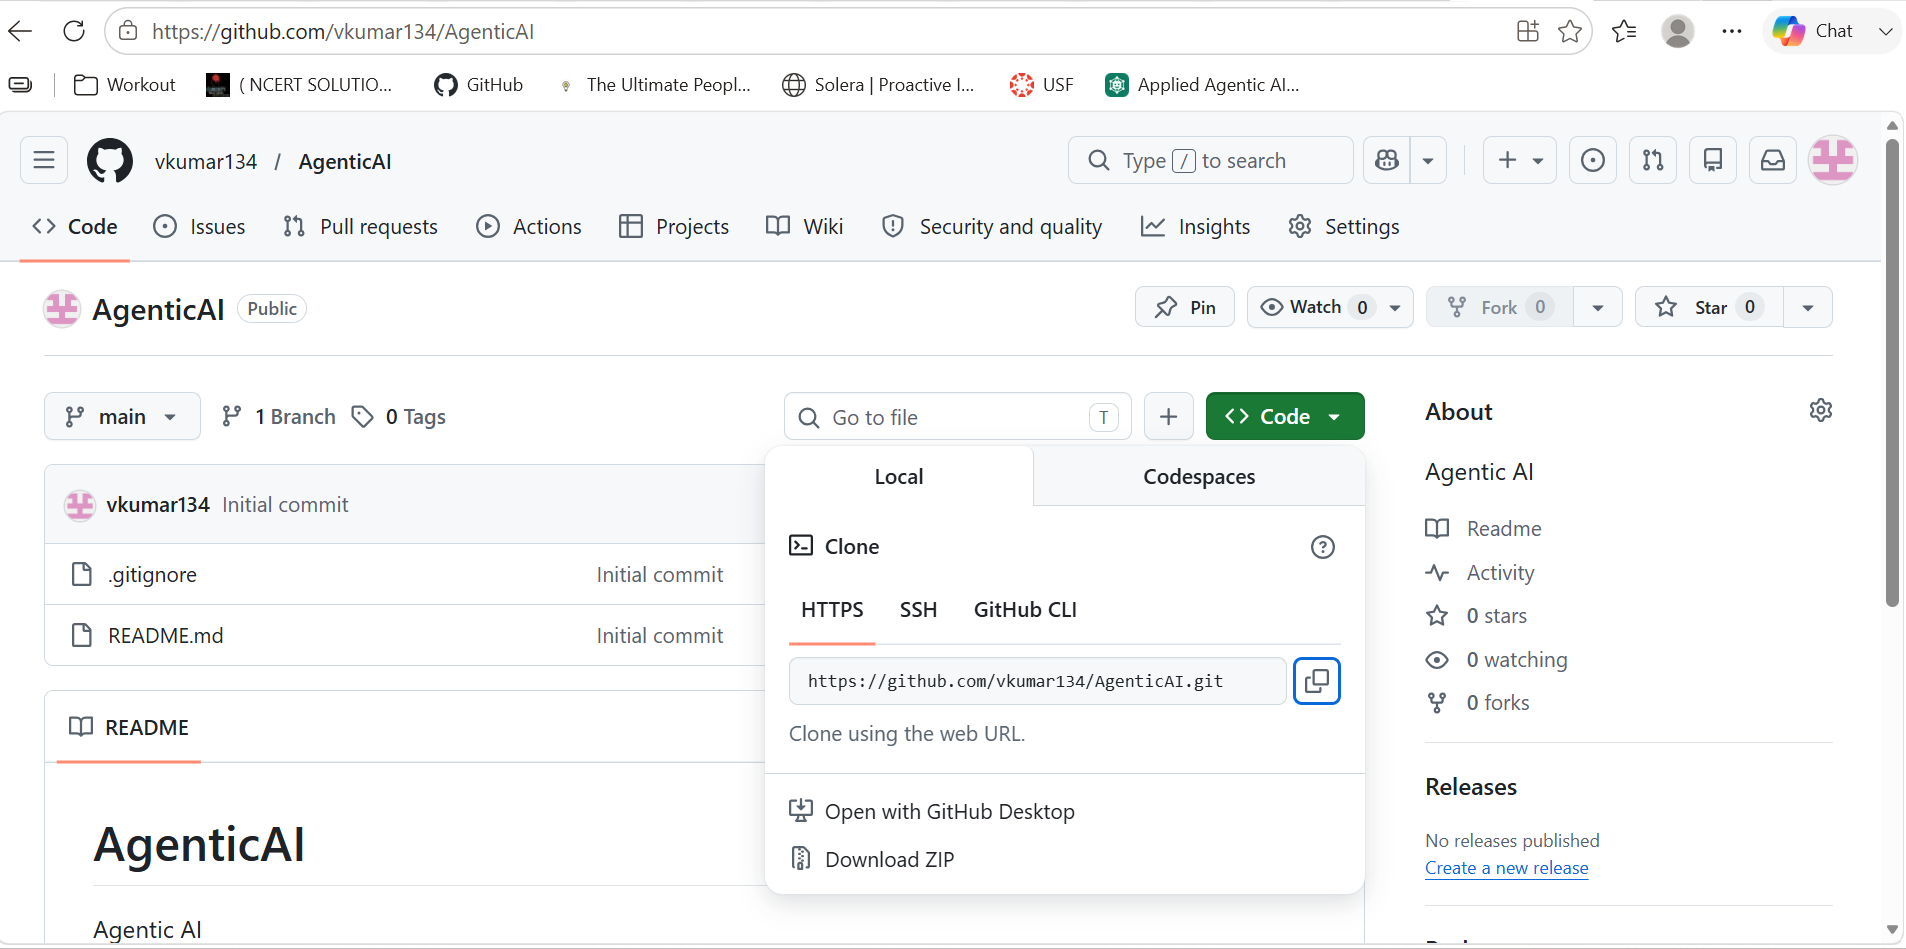 https://github.com/vkumar134/AgenticAI
Chat
Workout
( NCERT SOLUTIO...
GitHub
The Ultimate Peopl...
Solera | Proactive I...
USF
Applied Agentic AI...
vkumar134 / AgenticAI
Type / to search
Code
Issues
Pull requests
Actions
Projects
Wiki
Security and quality
Insights
Settings
AgenticAI
Public
Pin
Watch 0
Fork 0
Star 0
main
1 Branch
0 Tags
Go to file
T
Code
Local
Codespaces
vkumar134 Initial commit
.gitignore
Initial commit
README.md
Initial commit
Clone
HTTPS
SSH
GitHub CLI
https://github.com/vkumar134/AgenticAI.git
Clone using the web URL.
Open with GitHub Desktop
Download ZIP
README
AgenticAI
Agentic AI
About
Agentic AI
Readme
Activity
0 stars
0 watching
0 forks
Releases
No releases published
Create a new release